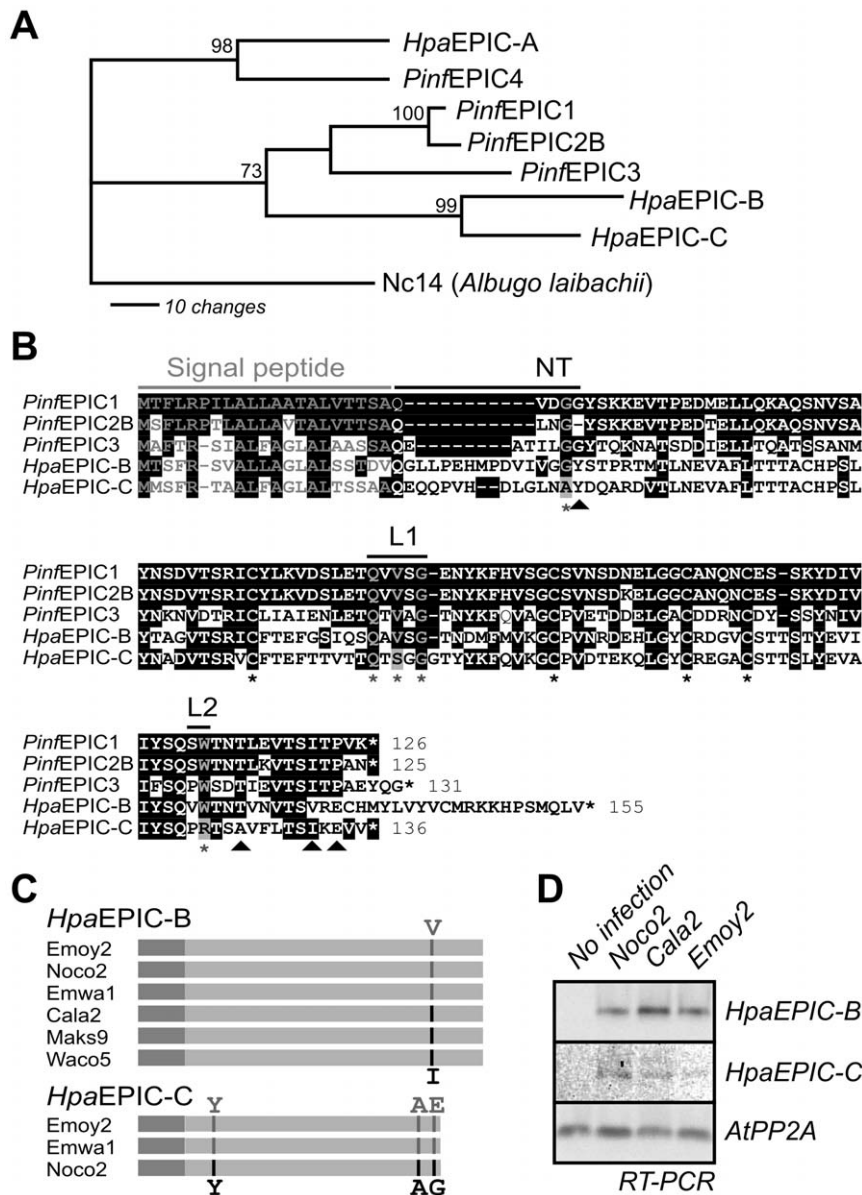 A
98
HpaEPIC-A
PinfEPIC4
PinfEPIC1
100
PinfEPIC2B
73
PinfEPIC3
HpaEPIC-B
99
HpaEPIC-C
Nc14 (Albugo laibachii)
10 changes
B
Signal peptide NT
PinfEPIC1 MTFLRPILALLAATALVTTSAQ------------VDGGYSKKEVTPEDMELLQKAQSNVSA
PinfEPIC2B MSFLRPTLALLAVTALVTTSAQ------------LNG-YSKKEVTPEDTELLQKAQSNVSA
PinfEPIC3 MAFTR-SIALFAGLALAASSAQE----------ATILGGYTQKNATSDDIELLTQATSSANM
HpaEPIC-B MTSFR-SVALLAGLALSSTDVQGLLPEHMPDVIVGGYSTPRTMTLNEVAFLTTTACHPSL
HpaEPIC-C MMSFR-TAALFAGLALTSSAAQEQQPVH--DLGLNAYDQARDVTLNEVAFLTTTACHPSL
*
L1
PinfEPIC1 YNSDVTSRICYLKVDSLETQVVSG-ENYKFHVSGCSVNSDNELGGCANQNCES-SKYDIV
PinfEPIC2B YNSDVTSRICYLKVDSLETQVVSG-ENYKFHVSGCSVNSDKELGGCANQNCES-SKYDIV
PinfEPIC3 YNKNVDTRICLIAIENLETQTVAG-TNYKFQVAGCPVETDDELGACDDRNCDY-SSYNIV
HpaEPIC-B YTAGVTSRICFTEFGSIQSQAVSG-TNDMFMVKGCPVNRDEHLGYCRDGVCSTTSTYEVI
HpaEPIC-C YNADVTSRVCFTEFTTVTTQTSGGGTYYKFQVKGCPVDTEKQLGYCREGACSTTSLYEVA
* * * * * * *
L2
PinfEPIC1 IYSQSWTNTLEVTSITPVK* 126
PinfEPIC2B IYSQSWTNTLKVTSITPAN* 125
PinfEPIC3 IFSQPWSDTIEVTSITPAEYQG* 131
HpaEPIC-B IYSQVWTNTVNVTSVRECHMYLVYVCMRKKHPSMQLV* 155
HpaEPIC-C IYSQPRTSAVFLTSIKEVV* 136
*
C
HpaEPIC-B
V
Emoy2
Noco2
Emwa1
Cala2
Maks9
Waco5
I
HpaEPIC-C
Y AE
Emoy2
Emwa1
Noco2
Y AG
D
No infection
Noco2
Cala2
Emoy2
HpaEPIC-B
HpaEPIC-C
AtPP2A
RT-PCR